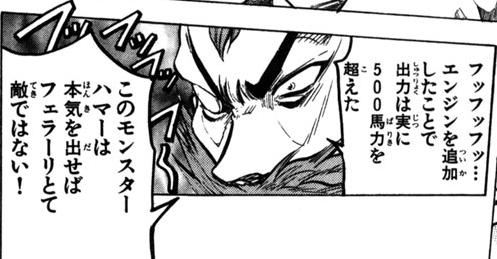 フッフッフッ…
エンジンを追加
したことで
出力は実に
500馬力を
超えた
ブッ
ブッ
ブッ
このモンスター
ハマーは
本気を出せば
フェラーリとて
敵ではない!